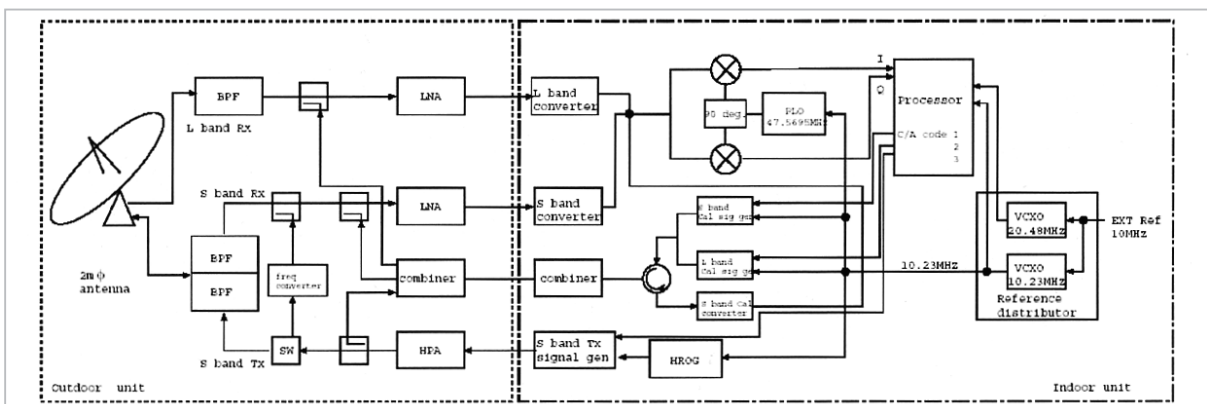 BPF
L band Rx
LNA
L band
converter
90 deg.
PLO
47.5695MHz
I
Q
Processor
C/A code 1
2
3
S band Rx
LNA
S band
converter
S band
Cal sig gen
VCXO
20.48MHz
EXT Ref
10MHz
BPF
BPF
2mϕ
antenna
freq
converter
combiner
combiner
L band
Cal sig gen
10.23MHz
VCXO
10.23MHz
Reference
distributor
S band Cal
converter
S band Tx
SW
HPA
S band Tx
signal gen
HROG
Outdoor unit
Indoor unit